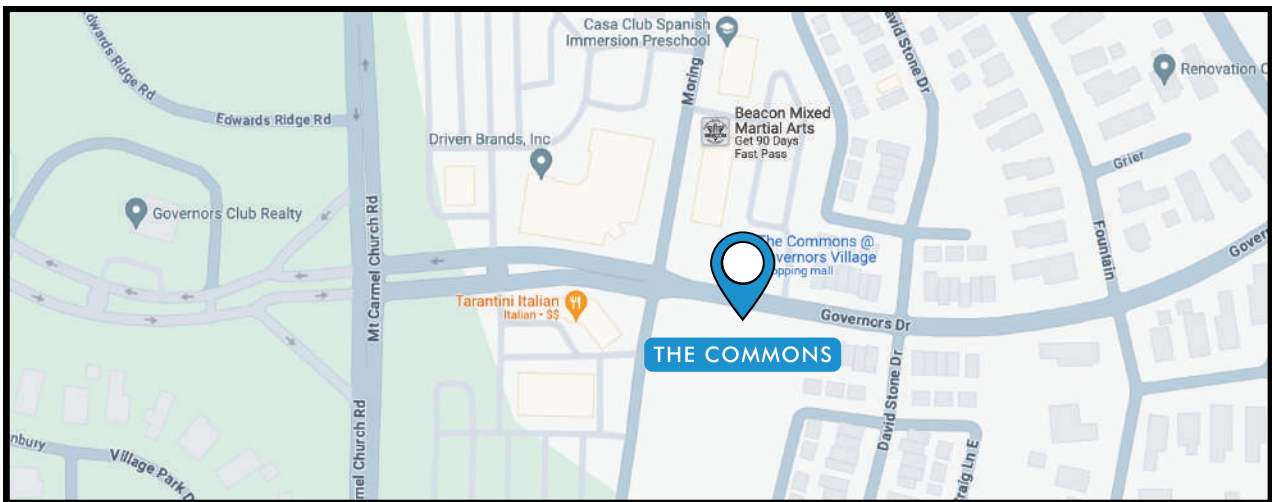 Casa Club Spanish
Immersion Preschool
David Stone Dr
Edwards Ridge Rd
Renovation C
Moring
Beacon Mixed
Martial Arts
Get 90 Days
Fast Pass
Edwards Ridge Rd
Driven Brands, Inc
Grier
Governors Club Realty
Mt Carmel Church Rd
Fountain
The Commons @
overnors Village
opping mall
Gover
Tarantini Italian
Italian • $$
Governors Dr
THE COMMONS
David Stone Dr
nbury
Village Park D
rmel Church Rd
raig Ln E